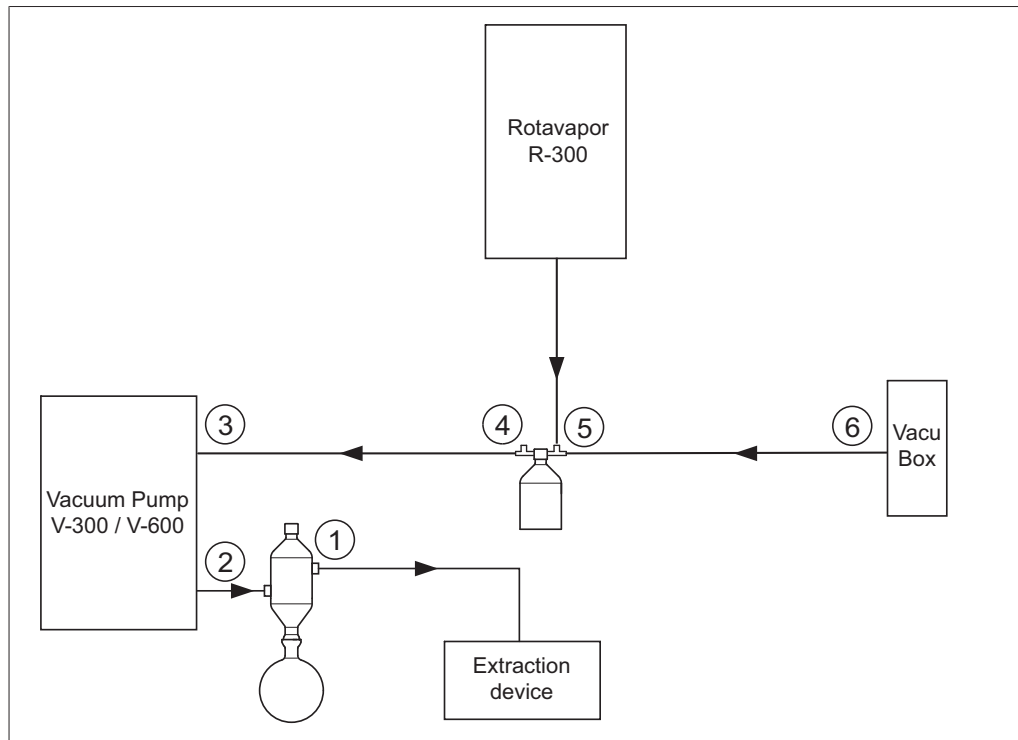 Rotavapor
R-300
3
4
5
6
Vacu
Box
Vacuum Pump
V-300 / V-600
2
1
Extraction
device